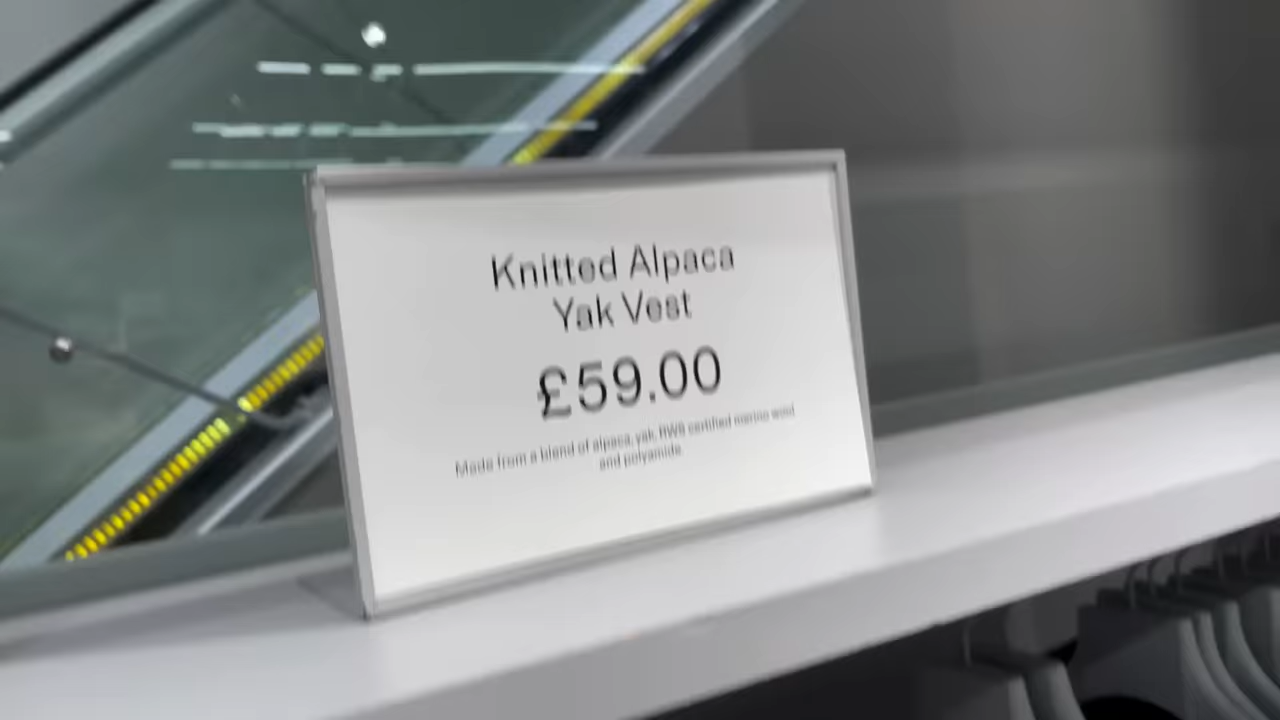 Knitted Alpaca
Yak Vest
£59.00
Made from a blend of alpaca, yak, RWS certified merino wool
and polyamide.